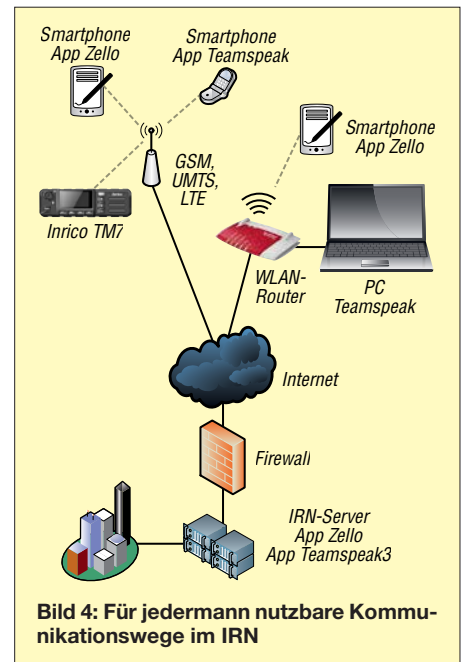 Smartphone
App Zello
Smartphone
App Teamspeak
Smartphone
App Zello
GSM,
UMTS,
LTE
Inrico TM7
WLAN-
Router
PC
Teamspeak
Internet
Firewall
IRN-Server
App Zello
App Teamspeak3
Bild 4: Für jedermann nutzbare Kommu-
nikationswege im IRN